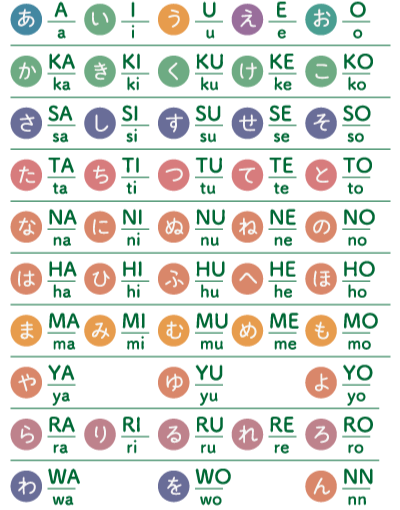 あ A い I う U え E お O
a i u e o
か KA き KI く KU け KE こ KO
ka ki ku ke ko
さ SA し SI す SU せ SE そ SO
sa si su se so
た TA ち TI つ TU て TE と TO
ta ti tu te to
な NA に NI ぬ NU ね NE の NO
na ni nu ne no
は HA ひ HI ふ HU へ HE ほ HO
ha hi hu he ho
ま MA み MI む MU め ME も MO
ma mi mu me mo
や YA ゆ YU よ YO
ya yu yo
ら RA り RI る RU れ RE ろ RO
ra ri ru re ro
わ WA を WO ん NN
wa wo nn